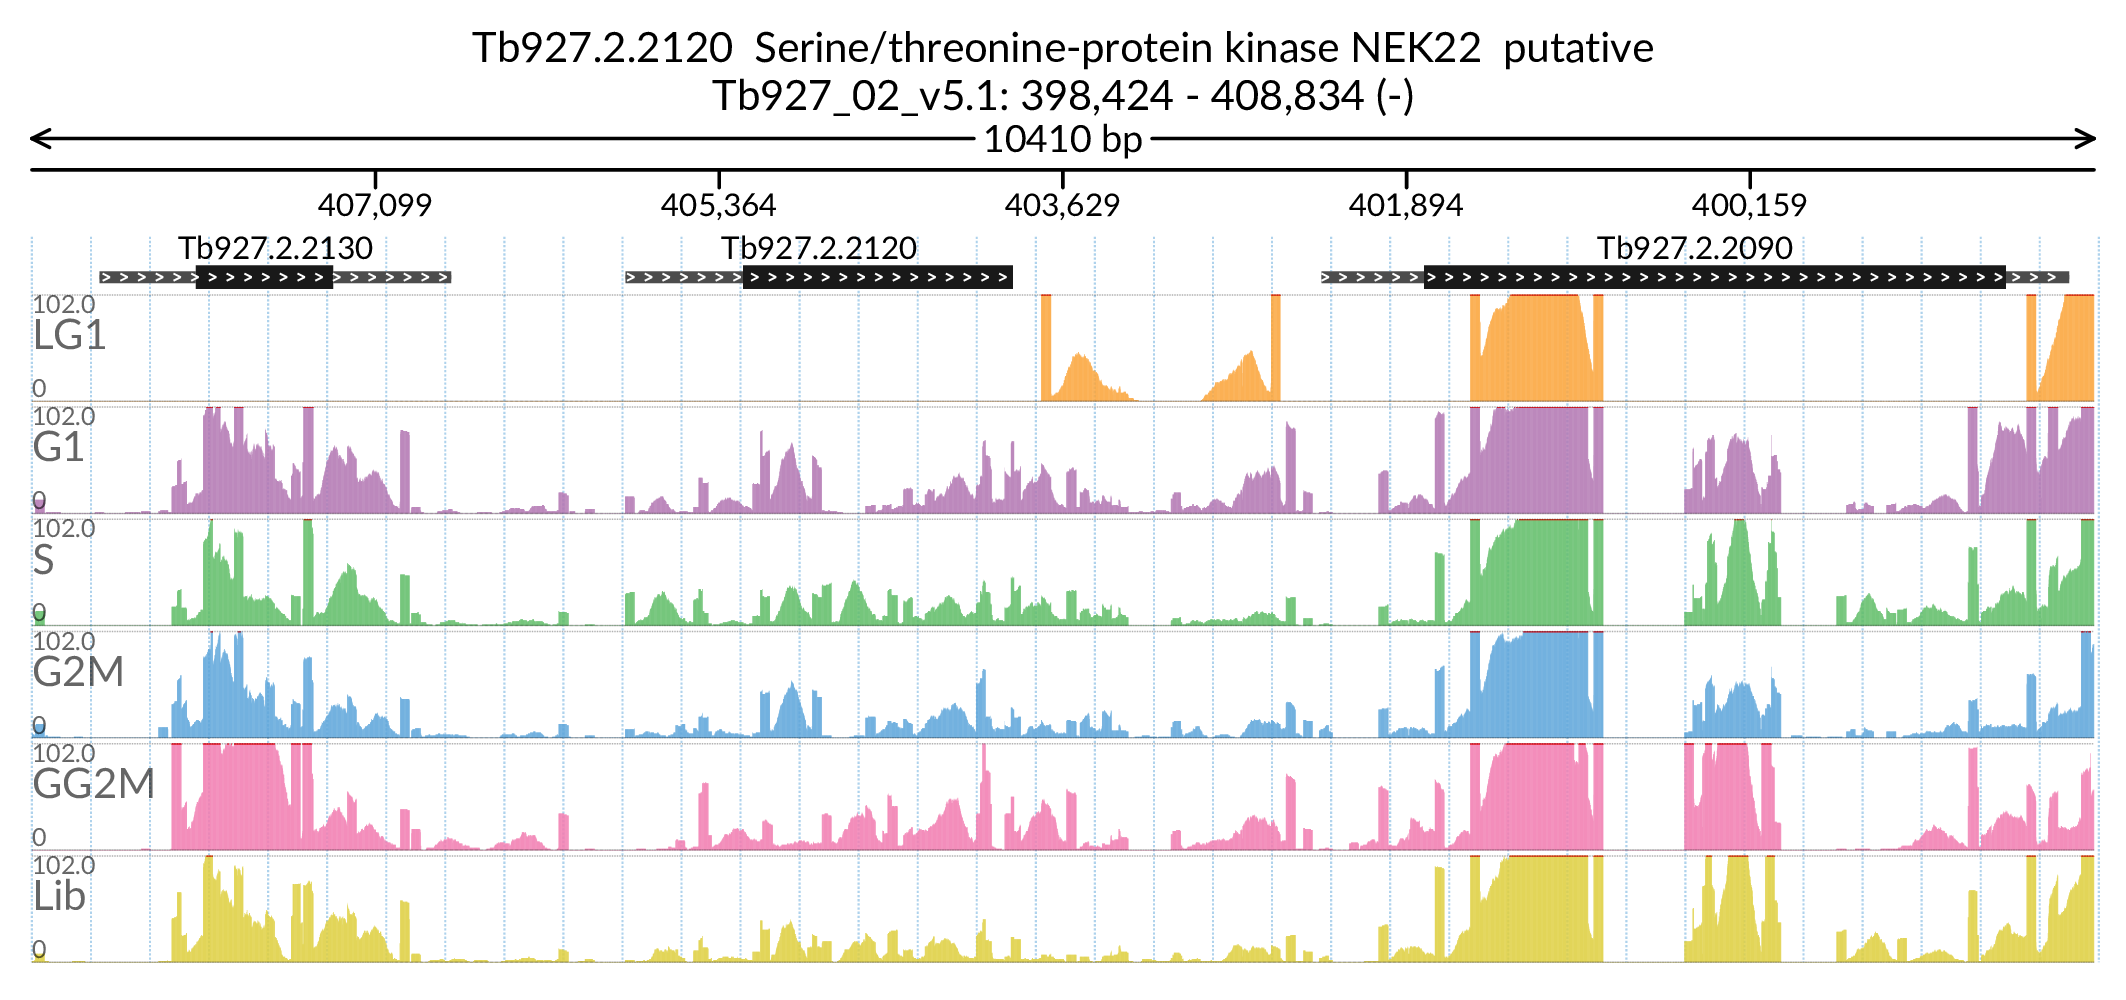 Tb927.2.2120  Serine/threonine-protein kinase NEK22  putative
Tb927_02_v5.1: 398,424 - 408,834 (-)
10410 bp
407,099 405,364 403,629 401,894 400,159
Tb927.2.2130 Tb927.2.2120 Tb927.2.2090
102.0
LG1
0
102.0
G1
0
102.0
S
0
102.0
G2M
0
102.0
GG2M
0
102.0
Lib
0